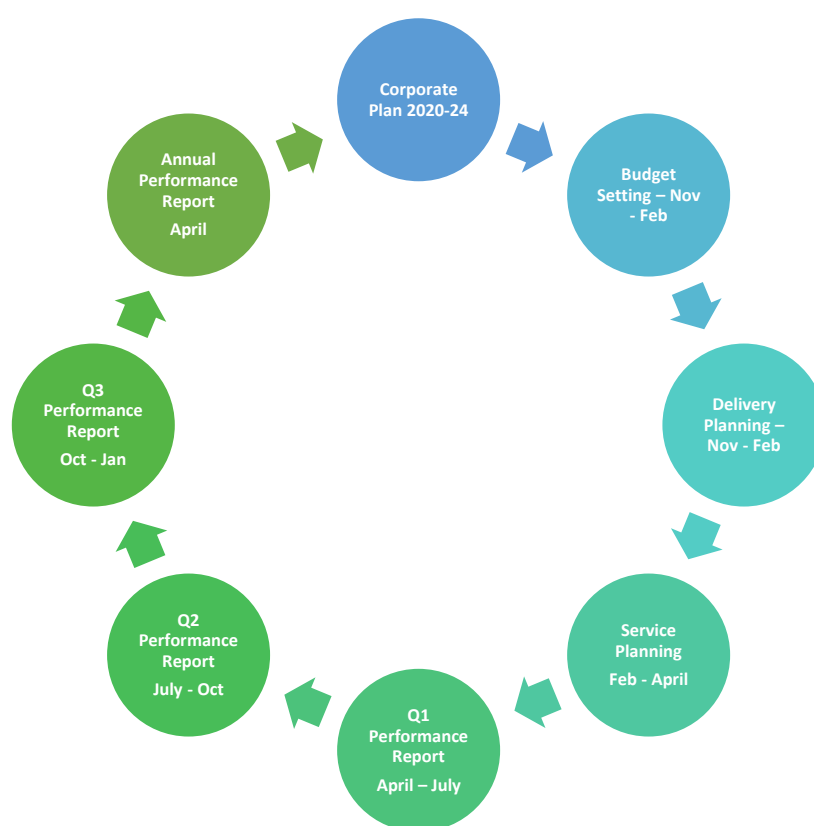 Corporate
Plan 2020-24
Budget
Setting – Nov
- Feb
Delivery
Planning –
Nov - Feb
Service
Planning
Feb - April
Q1
Performance
Report
April – July
Q2
Performance
Report
July - Oct
Q3
Performance
Report
Oct - Jan
Annual
Performance
Report
April